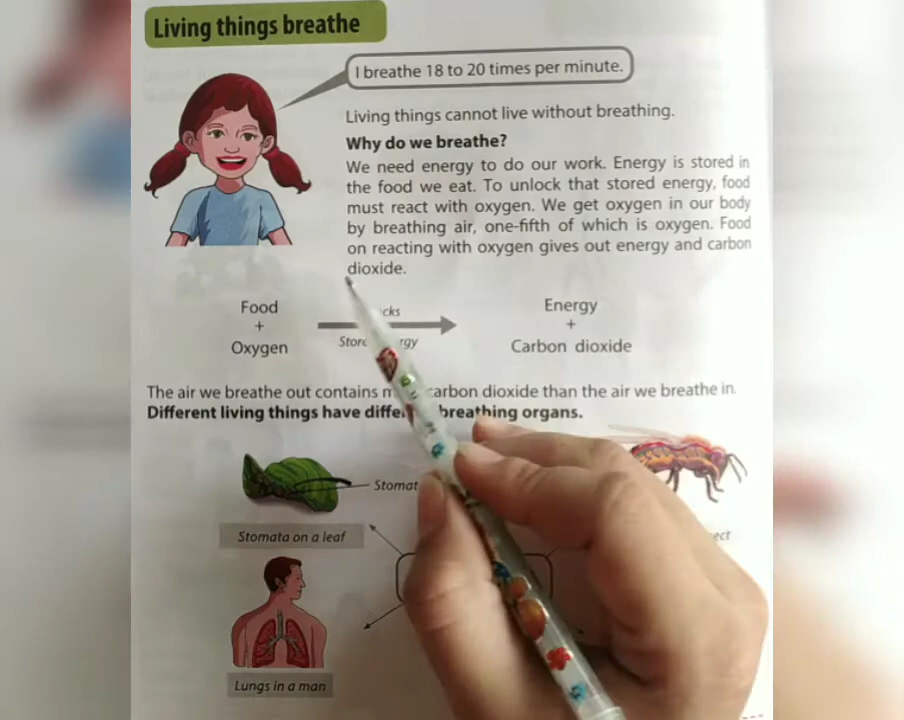 Living things breathe
I breathe 18 to 20 times per minute.
Living things cannot live without breathing.
Why do we breathe?
We need energy to do our work. Energy is stored in
the food we eat. To unlock that stored energy, food
must react with oxygen. We get oxygen in our body
by breathing air, one-fifth of which is oxygen. Food
on reacting with oxygen gives out energy and carbon
dioxide.
Food
+
Oxygen
Energy
+
Carbon dioxide
The air we breathe out contains carbon dioxide than the air we breathe in.
Different living things have breathing organs.
Stomata on a leaf
Lungs in a man